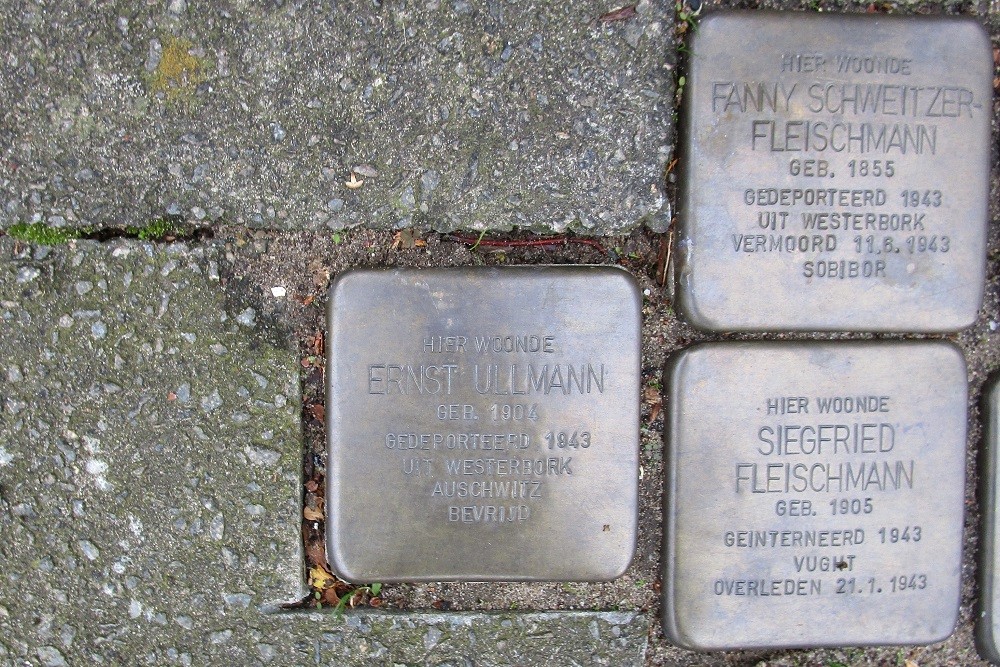 HIER WOONDE
FANNY SCHWEITZER-
FLEISCHMANN
GEB. 1855
GEDEPORTEERD 1943
UIT WESTERBORK
VERMOORD 11.6.1943
SOBIBOR
HIER WOONDE
ERNST ULLMANN
GEB. 1904
GEDEPORTEERD 1943
UIT WESTERBORK
AUSCHWITZ
BEVRIJD
HIER WOONDE
SIEGFRIED
FLEISCHMANN
GEB. 1905
GEINTERNEERD 1943
VUGHT
OVERLEDEN 21.1.1943